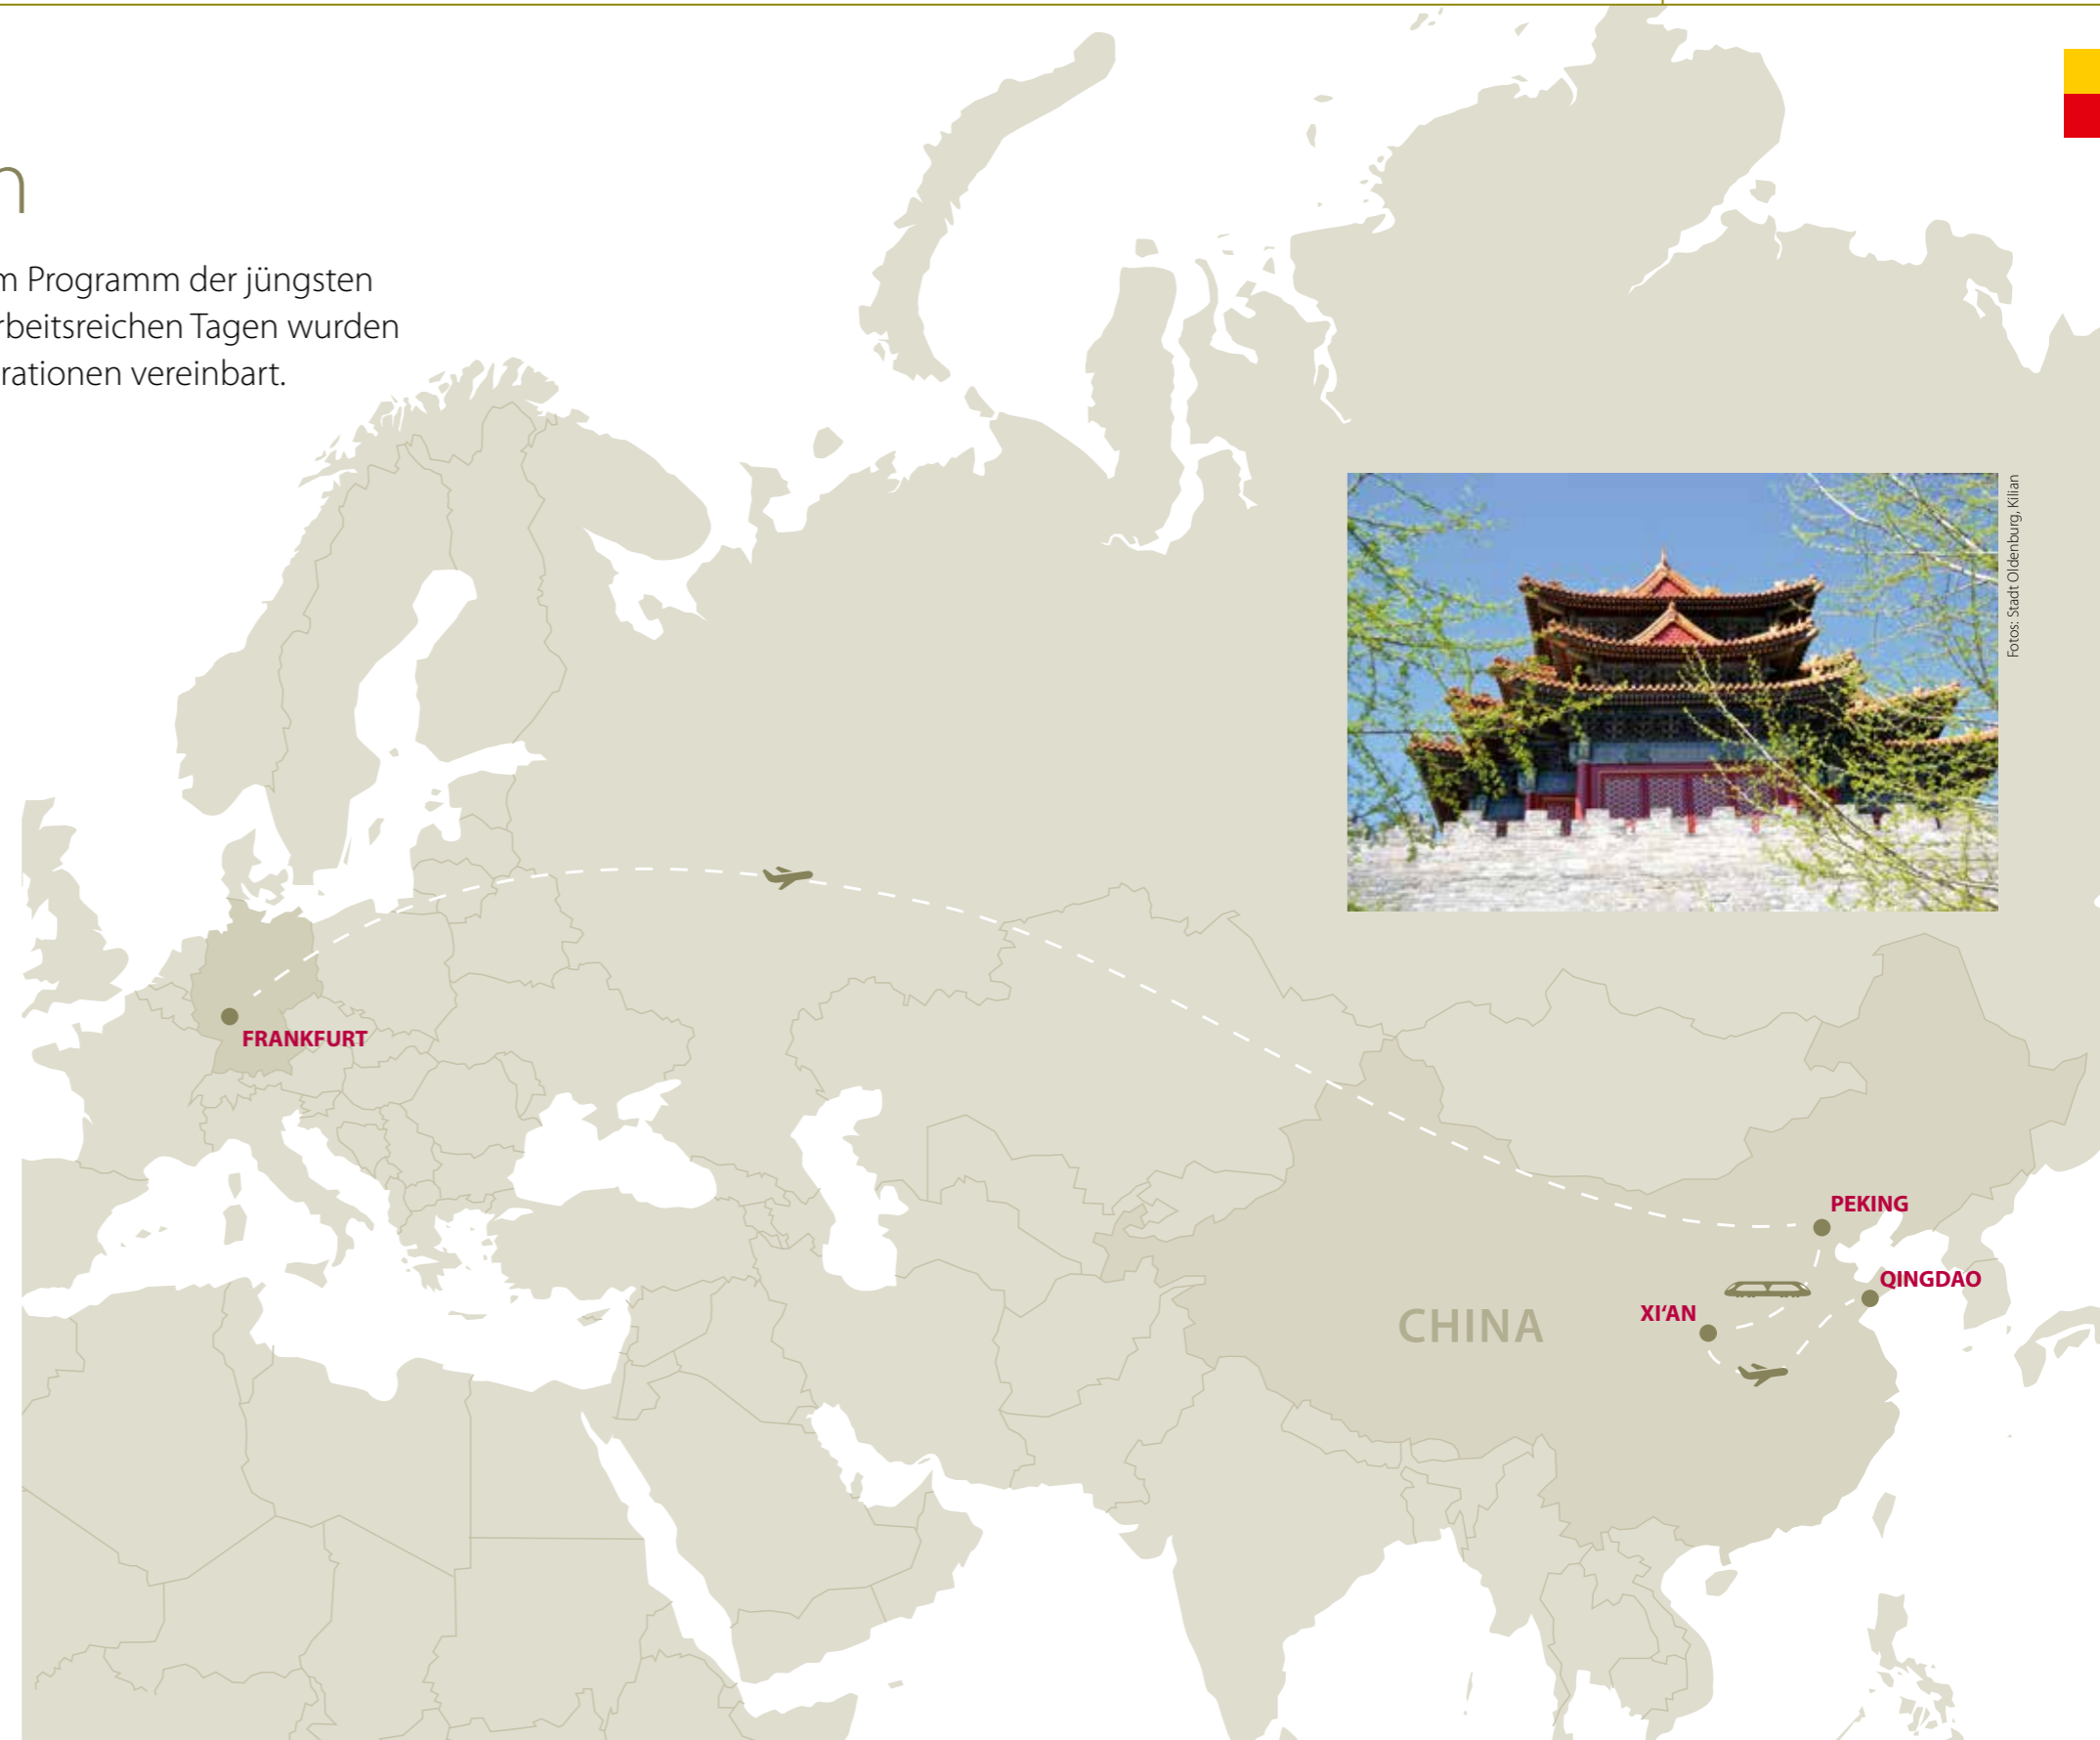 n
m Programm der jüngsten
rbeitsreichen Tagen wurden
rationen vereinbart.
Fotos: Stadt Oldenburg, Kilian
FRANKFURT
PEKING
QINGDAO
XI‘AN
CHINA